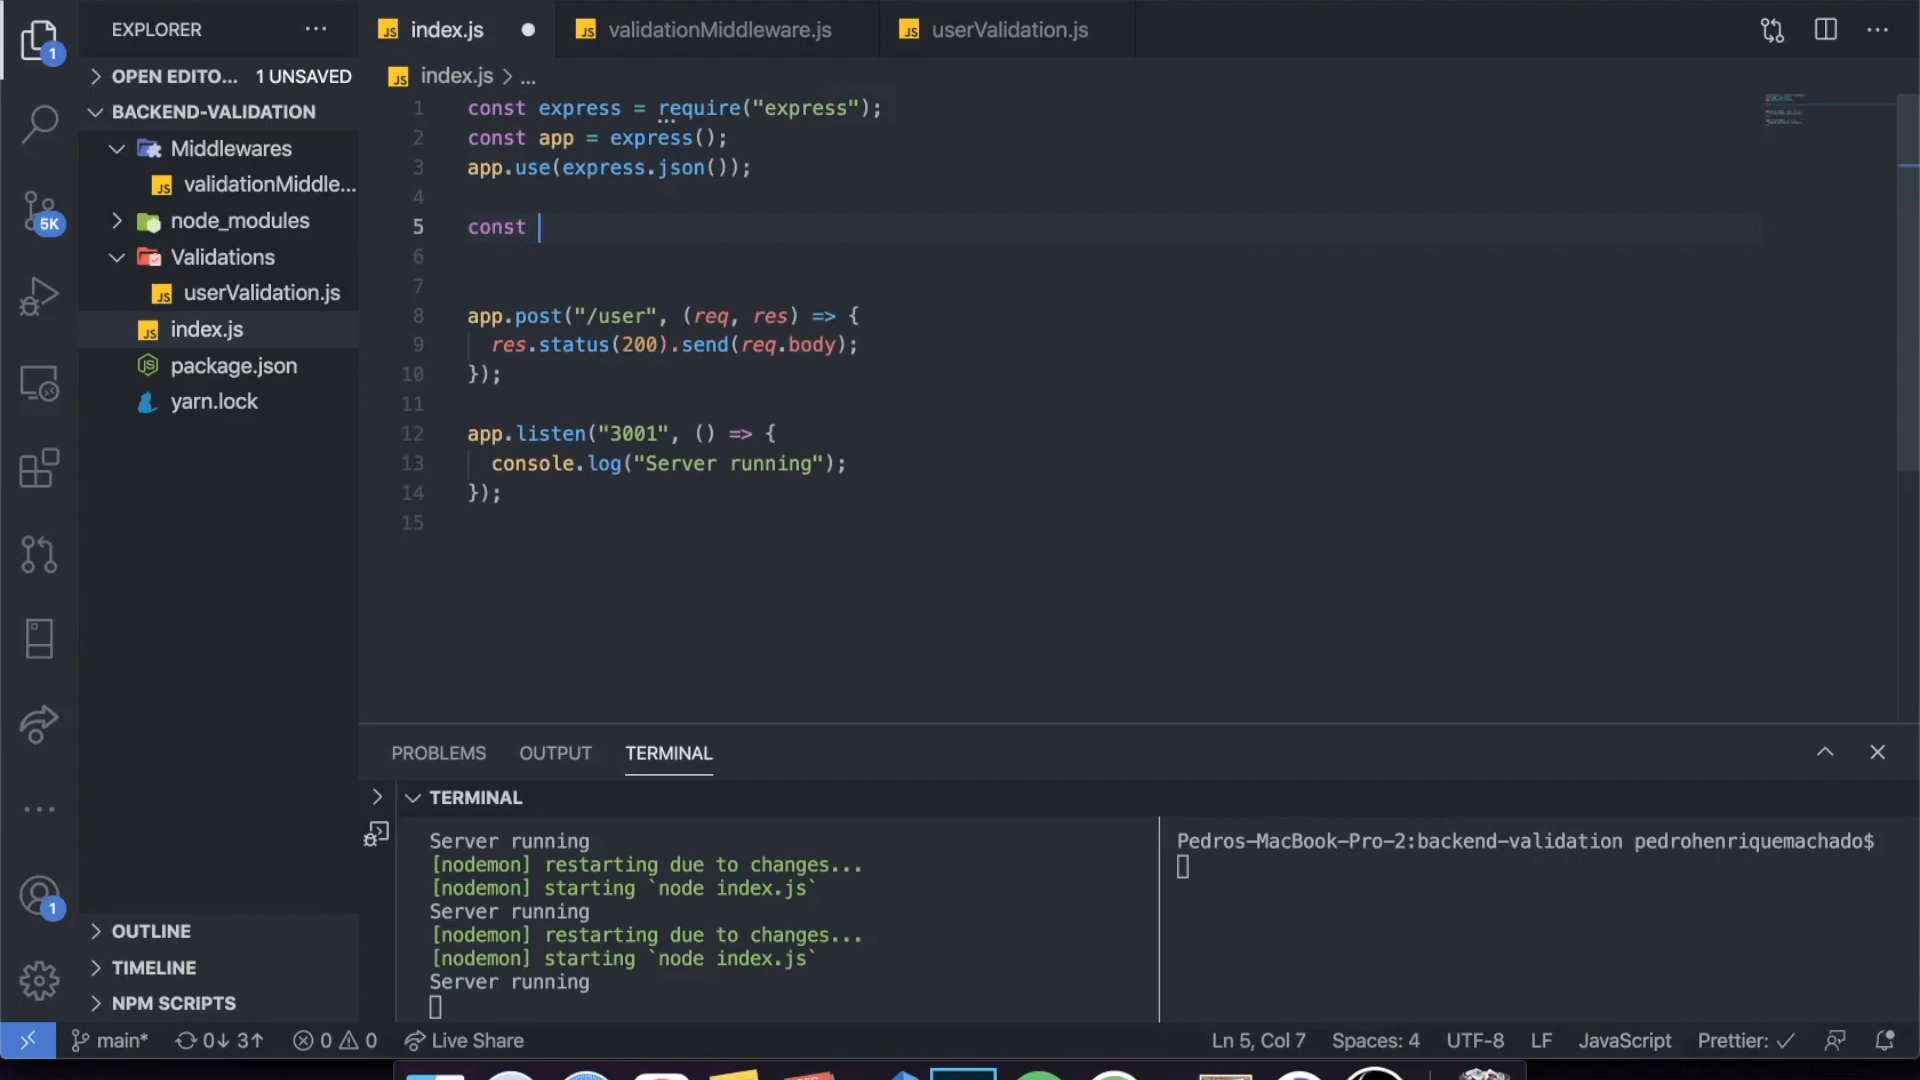 EXPLORER
OPEN EDITO... 1 UNSAVED
BACKEND-VALIDATION
Middlewares
JS validationMiddle...
node_modules
Validations
JS userValidation.js
JS index.js
package.json
yarn.lock
OUTLINE
TIMELINE
NPM SCRIPTS
1
5K
1
JS index.js
JS validationMiddleware.js
JS userValidation.js
JS index.js > ...
1 const express = require("express");
2 const app = express();
3 app.use(express.json());
4
5 const
6
7
8 app.post("/user", (req, res) => {
9 res.status(200).send(req.body);
10 });
11
12 app.listen("3001", () => {
13 console.log("Server running");
14 });
15
PROBLEMS OUTPUT TERMINAL
TERMINAL
Server running
[nodemon] restarting due to changes...
[nodemon] starting `node index.js`
Server running
[nodemon] restarting due to changes...
[nodemon] starting `node index.js`
Server running
Pedros-MacBook-Pro-2:backend-validation pedrohenriquemachado$
main* 0↓ 3↑ 0 0 Live Share Ln 5, Col 7 Spaces: 4 UTF-8 LF JavaScript Prettier: ✓